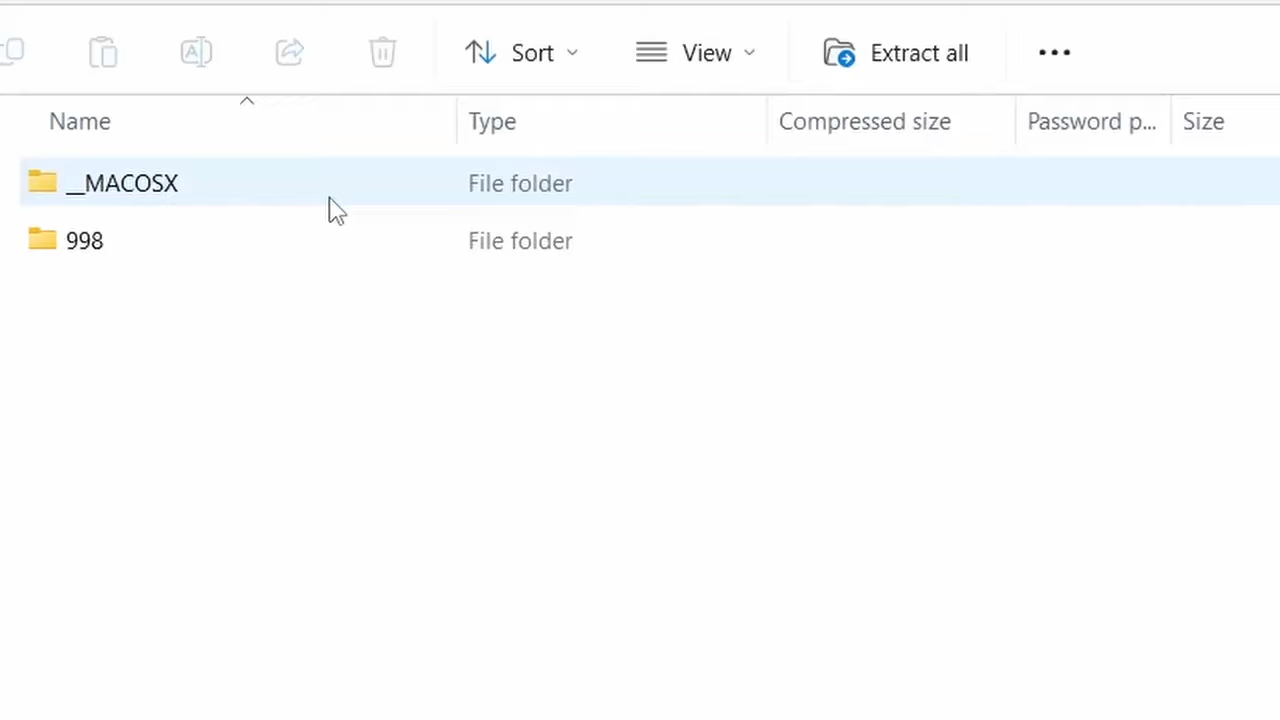 Sort View Extract all
Name Type Compressed size Password p... Size
__MACOSX File folder
998 File folder